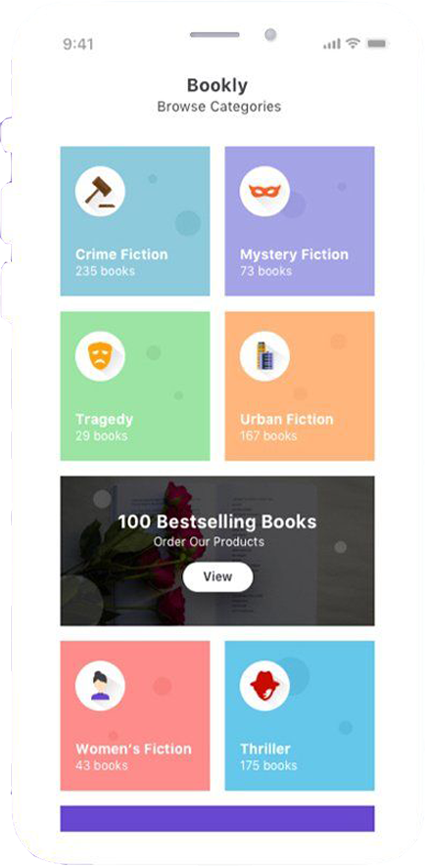 9:41
Bookly
Browse Categories
Crime Fiction
235 books
Mystery Fiction
73 books
Tragedy
29 books
Urban Fiction
167 books
100 Bestselling Books
Order Our Products
View
Women's Fiction
43 books
Thriller
175 books